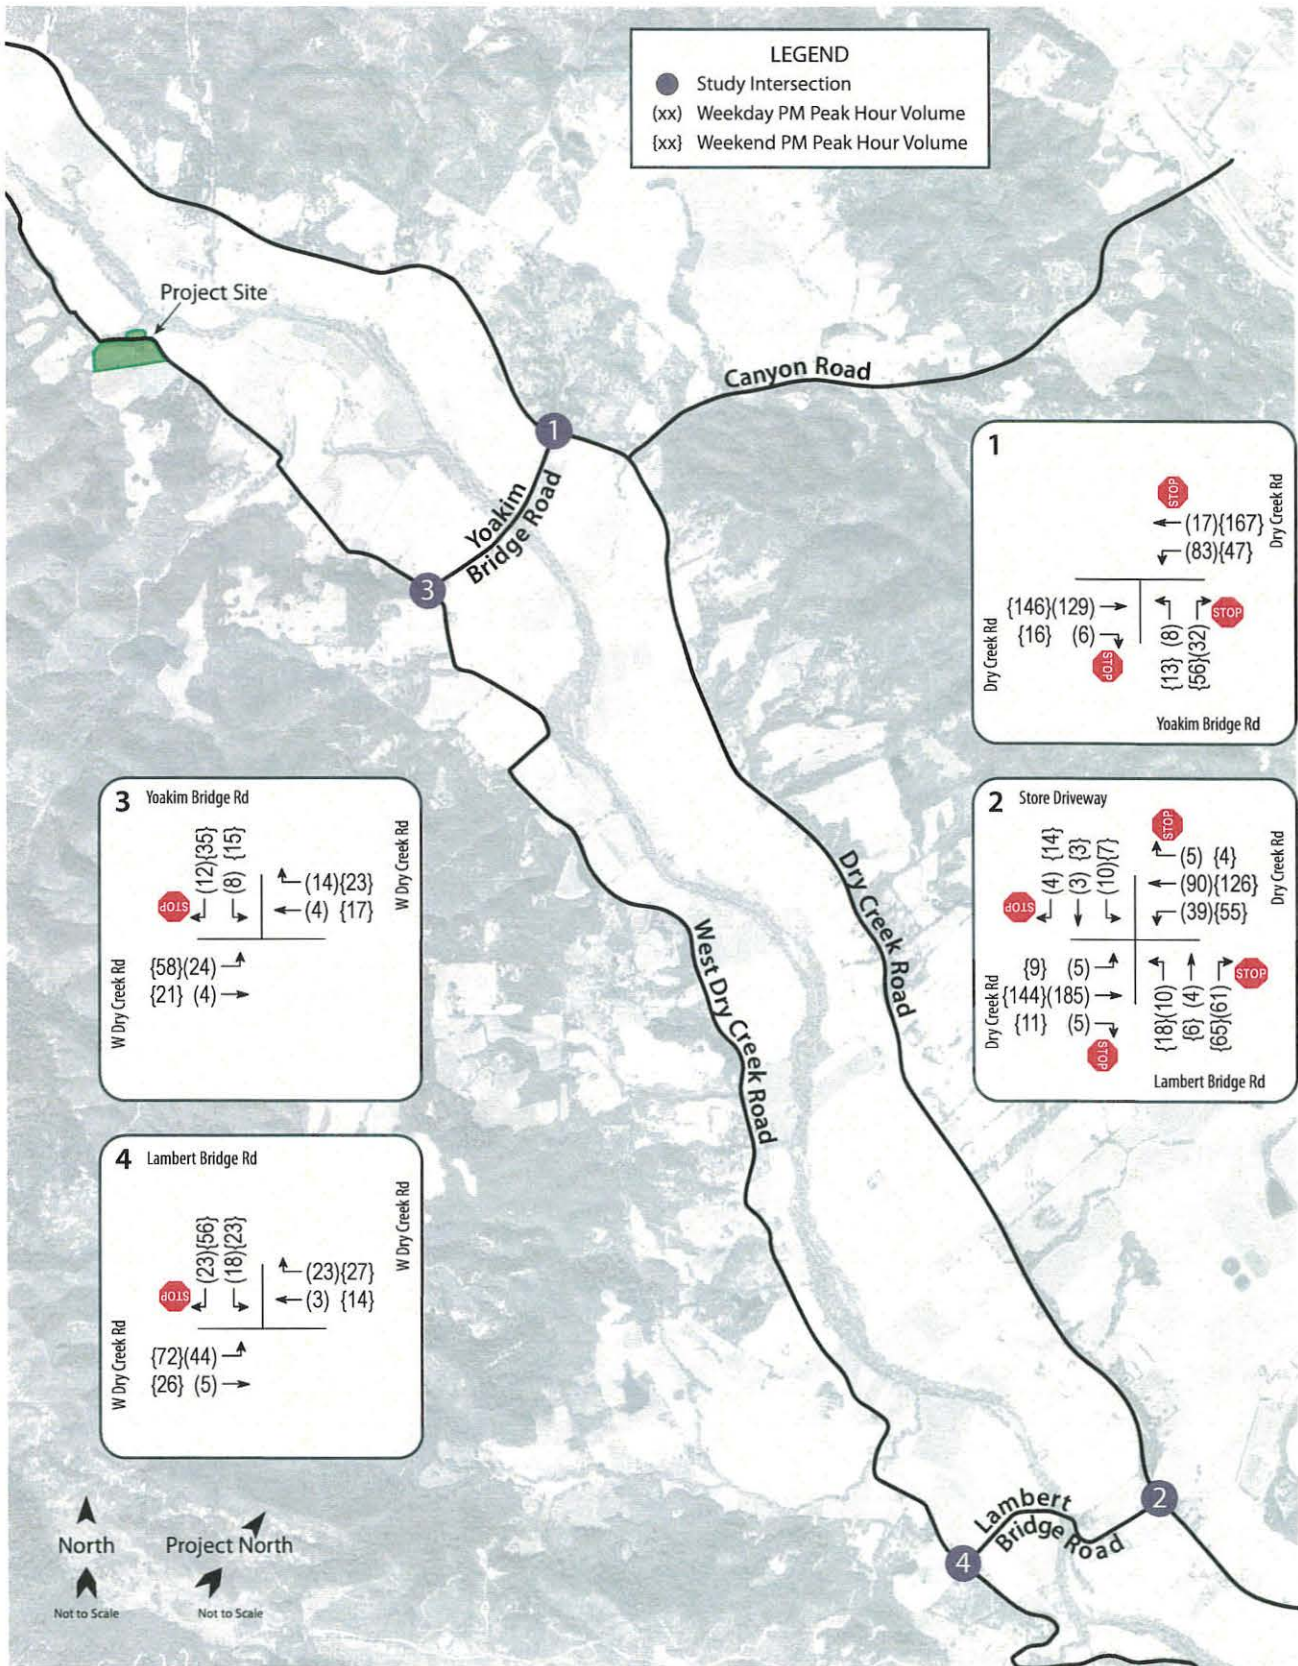 LEGEND
Study Intersection
(xx) Weekday PM Peak Hour Volume
{xx} Weekend PM Peak Hour Volume
Project Site
Canyon Road
1
Yoakim
Bridge Road
3
Dry Creek Road
West Dry Creek Road
2
Lambert
Bridge Road
4
1
STOP
(17){167}
(83){47}
Dry Creek Rd
{146}(129)
{16} (6)
STOP
Dry Creek Rd
{13} (8)
{56}(32)
STOP
Yoakim Bridge Rd
2 Store Driveway
STOP
(4) {14}
(3) {3}
(10){7}
STOP
(5) {4}
(90){126}
(39){55}
Dry Creek Rd
{9} (5)
{144}(185)
{11} (5)
STOP
Dry Creek Rd
{18}(10)
{6} (4)
{65}(61)
STOP
Lambert Bridge Rd
3 Yoakim Bridge Rd
STOP
(12){35}
(8) {15}
(14){23}
(4) {17}
W Dry Creek Rd
{58}(24)
{21} (4)
W Dry Creek Rd
4 Lambert Bridge Rd
STOP
(23){56}
(18){23}
(23){27}
(3) {14}
W Dry Creek Rd
{72}(44)
{26} (5)
W Dry Creek Rd
North
Not to Scale
Project North
Not to Scale